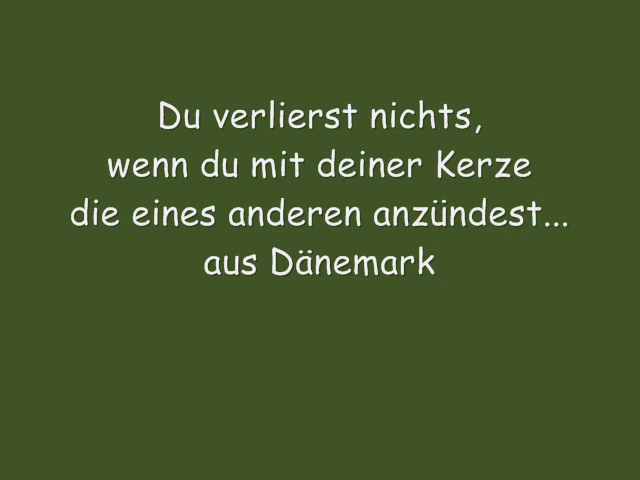 Du verlierst nichts,
wenn du mit deiner Kerze
die eines anderen anzündest...
aus Dänemark